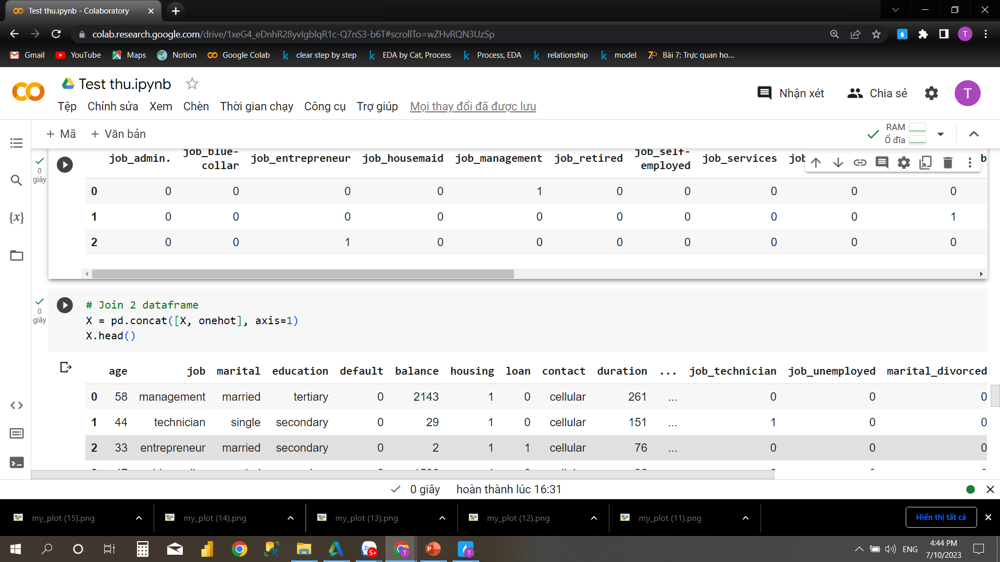 Test thu.ipynb - Colaboratory
colab.research.google.com/drive/1xeG4_eDnhR28yvIgblqR1c-Q7nS3-b6T#scrollTo=wZHvRQN3UzSp
T
Gmail YouTube Maps Notion Google Colab clear step by step EDA by Cat, Process Process, EDA relationship model Bài 7: Trực quan ho...
Test thu.ipynb
Nhận xét Chia sẻ T
Tệp Chỉnh sửa Xem Chèn Thời gian chạy Công cụ Trợ giúp Mọi thay đổi đã được lưu
+ Mã + Văn bản
RAM
Ổ đĩa
0
giây
job_admin. job_blue-collar job_entrepreneur job_housemaid job_management job_retired job_self-employed job_services
0 0 0 0 0 1 0 0 0 0 0
1 0 0 0 0 0 0 0 0 0 1
2 0 0 1 0 0 0 0 0 0 0
0
giây
# Join 2 dataframe
X = pd.concat([X, onehot], axis=1)
X.head()
age job marital education default balance housing loan contact duration ... job_technician job_unemployed marital_divorced
0 58 management married tertiary 0 2143 1 0 cellular 261 ... 0 0 0
1 44 technician single secondary 0 29 1 0 cellular 151 ... 1 0 0
2 33 entrepreneur married secondary 0 2 1 1 cellular 76 ... 0 0 0
0 giây hoàn thành lúc 16:31
my_plot (15).png my_plot (14).png my_plot (13).png my_plot (12).png my_plot (11).png Hiển thị tất cả
5+
T
T
ENG
4:44 PM
7/10/2023